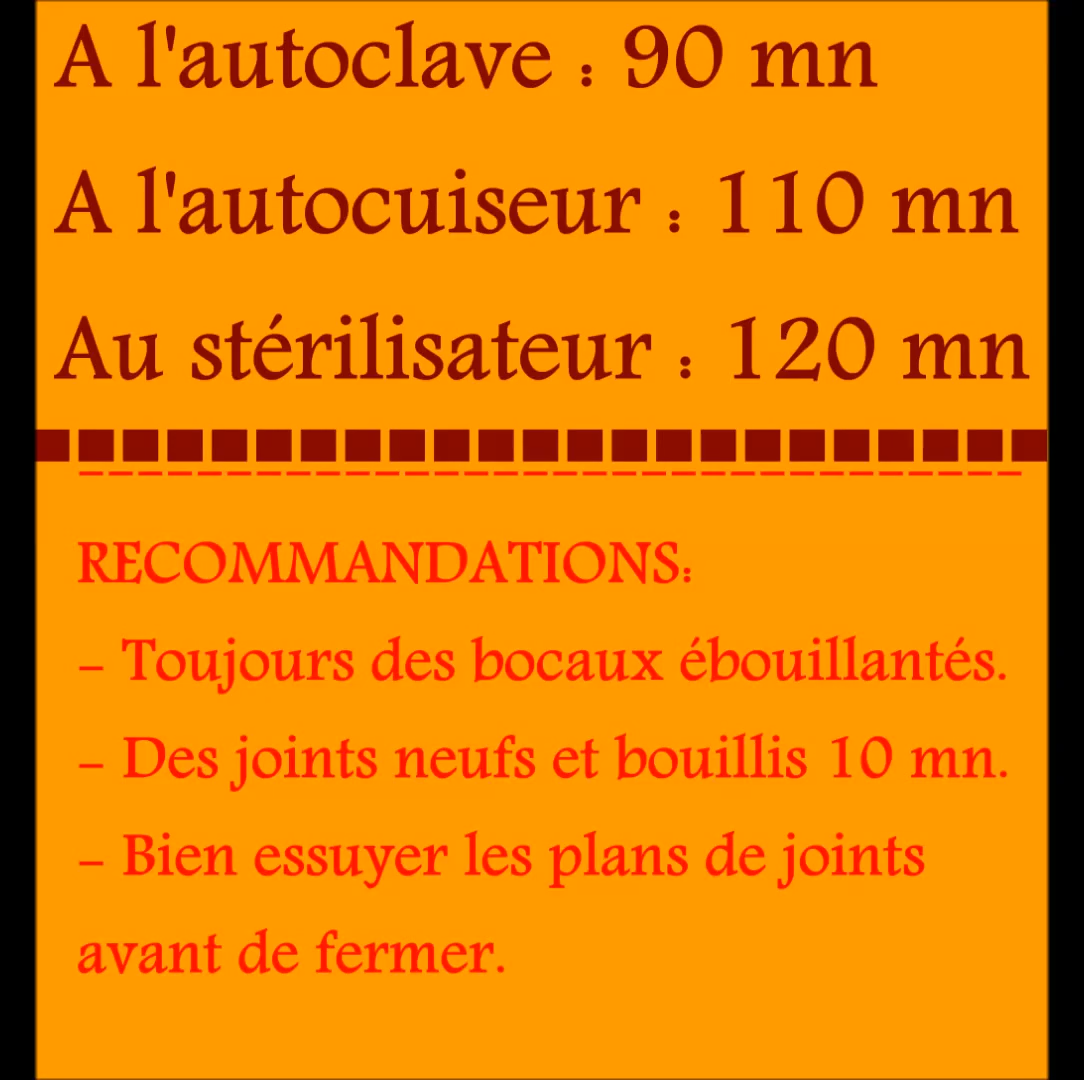 A l'autoclave : 90 mn
A l'autocuiseur : 110 mn
Au stérilisateur : 120 mn
RECOMMANDATIONS:
- Toujours des bocaux ébouillantés.
- Des joints neufs et bouillis 10 mn.
- Bien essuyer les plans de joints
avant de fermer.